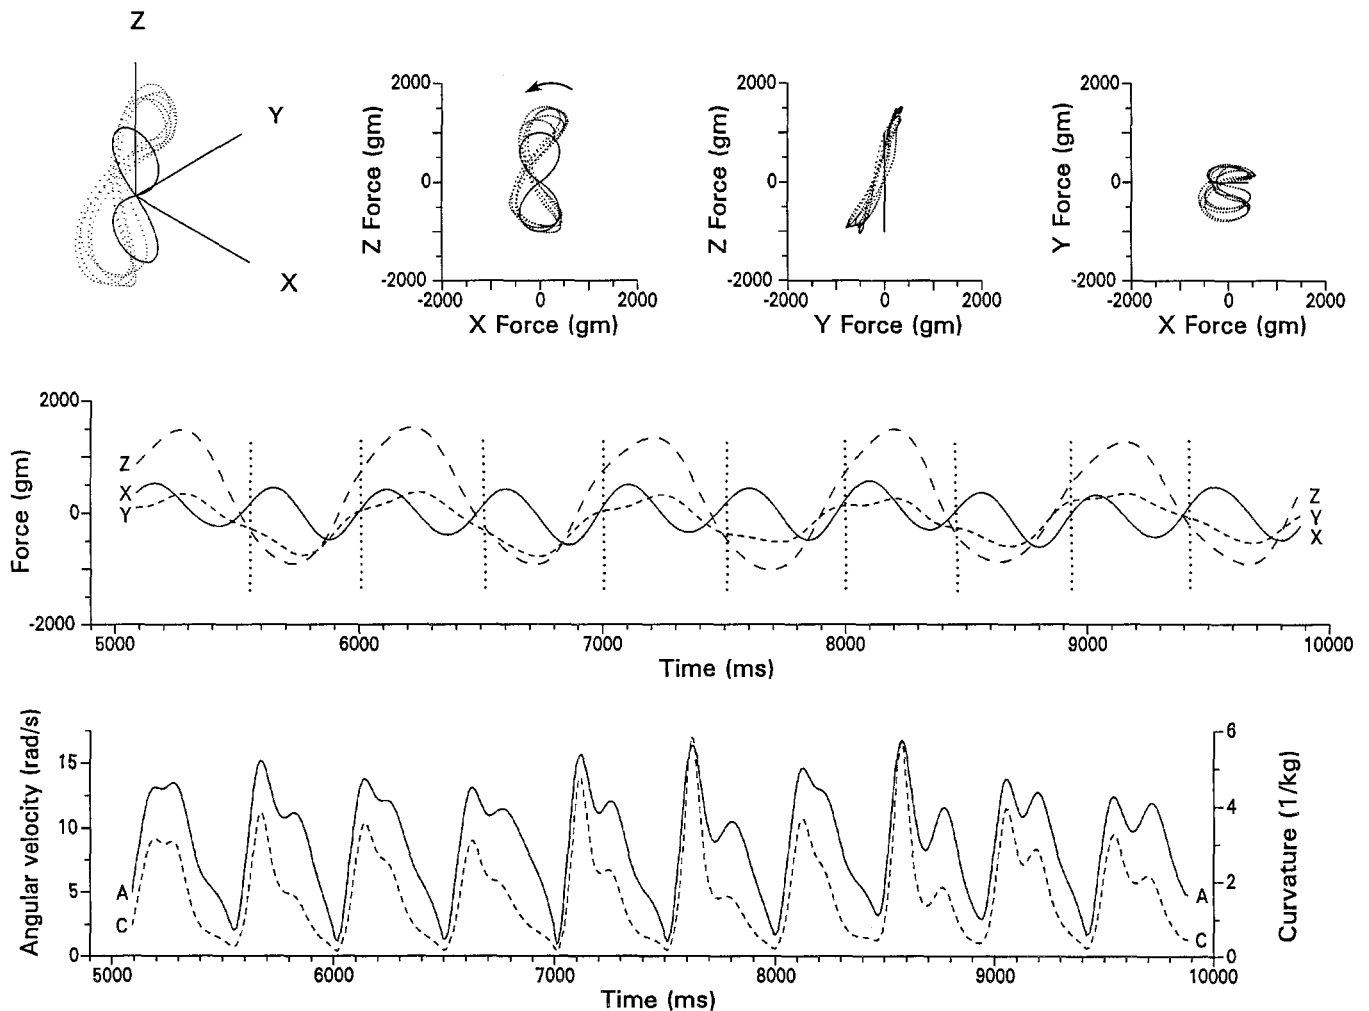 Z
Y
X
2000
0
-2000
Z Force (gm)
-2000 0 2000
X Force (gm)
2000
0
-2000
Z Force (gm)
-2000 0 2000
Y Force (gm)
2000
0
-2000
Y Force (gm)
-2000 0 2000
X Force (gm)
2000
0
-2000
Force (gm)
Z
X
Y
Z
Y
X
5000 6000 7000 8000 9000 10000
Time (ms)
15
10
5
0
Angular velocity (rad/s)
A
C
A
C
6
4
2
0
Curvature (1/kg)
5000 6000 7000 8000 9000 10000
Time (ms)